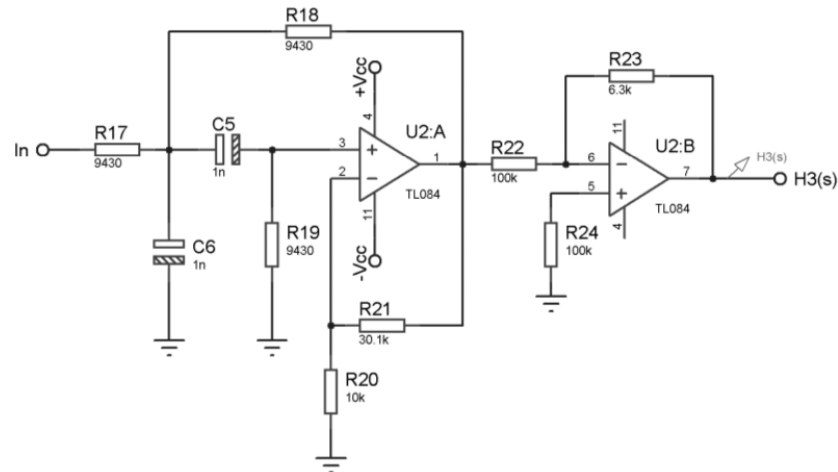 R18
9430
+Vcc
R23
6.3k
4
11
U2:A
U2:B
H3(s)
In
R17
9430
C5
1n
3
2
1
TL084
R22
100k
6
5
7
TL084
H3(s)
11
4
R19
9430
C6
1n
-Vcc
R24
100k
R21
30.1k
R20
10k